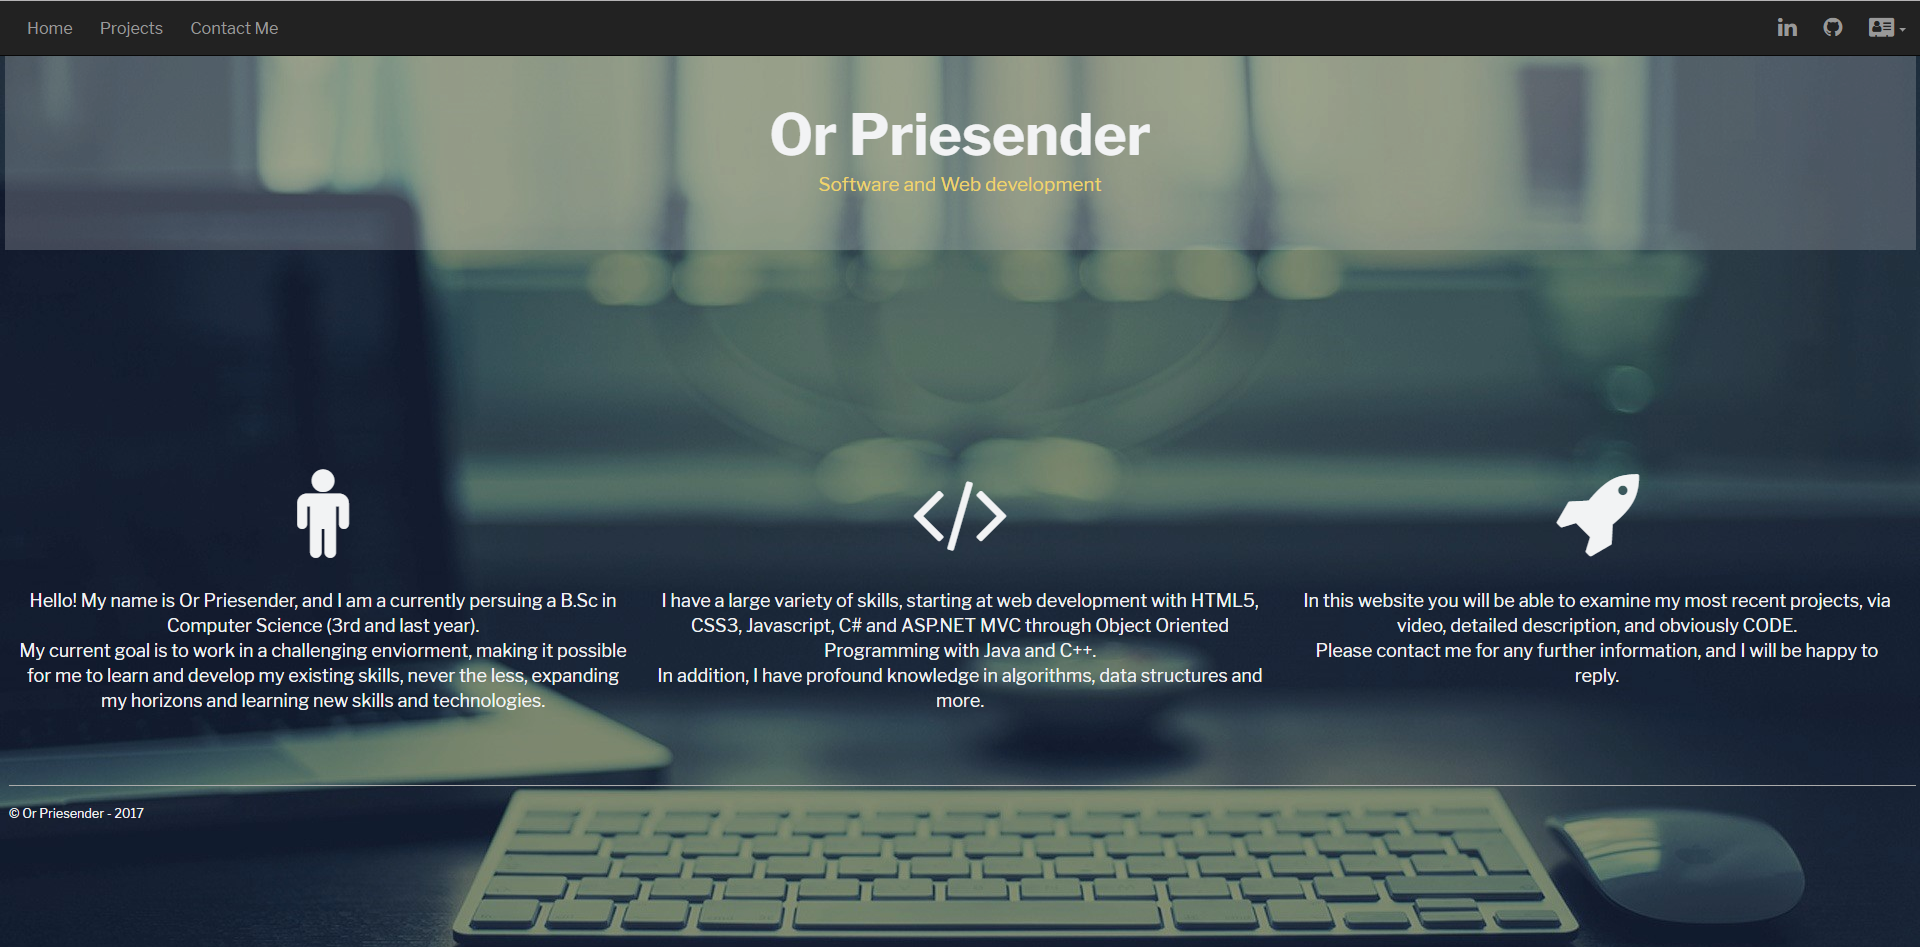 Home Projects Contact Me
Or Priesender
Software and Web development
Hello! My name is Or Priesender, and I am a currently persuing a B.Sc in
Computer Science (3rd and last year).
My current goal is to work in a challenging enviorment, making it possible
for me to learn and develop my existing skills, never the less, expanding
my horizons and learning new skills and technologies.
I have a large variety of skills, starting at web development with HTML5,
CSS3, Javascript, C# and ASP.NET MVC through Object Oriented
Programming with Java and C++.
In addition, I have profound knowledge in algorithms, data structures and
more.
In this website you will be able to examine my most recent projects, via
video, detailed description, and obviously CODE.
Please contact me for any further information, and I will be happy to
reply.
© Or Priesender - 2017